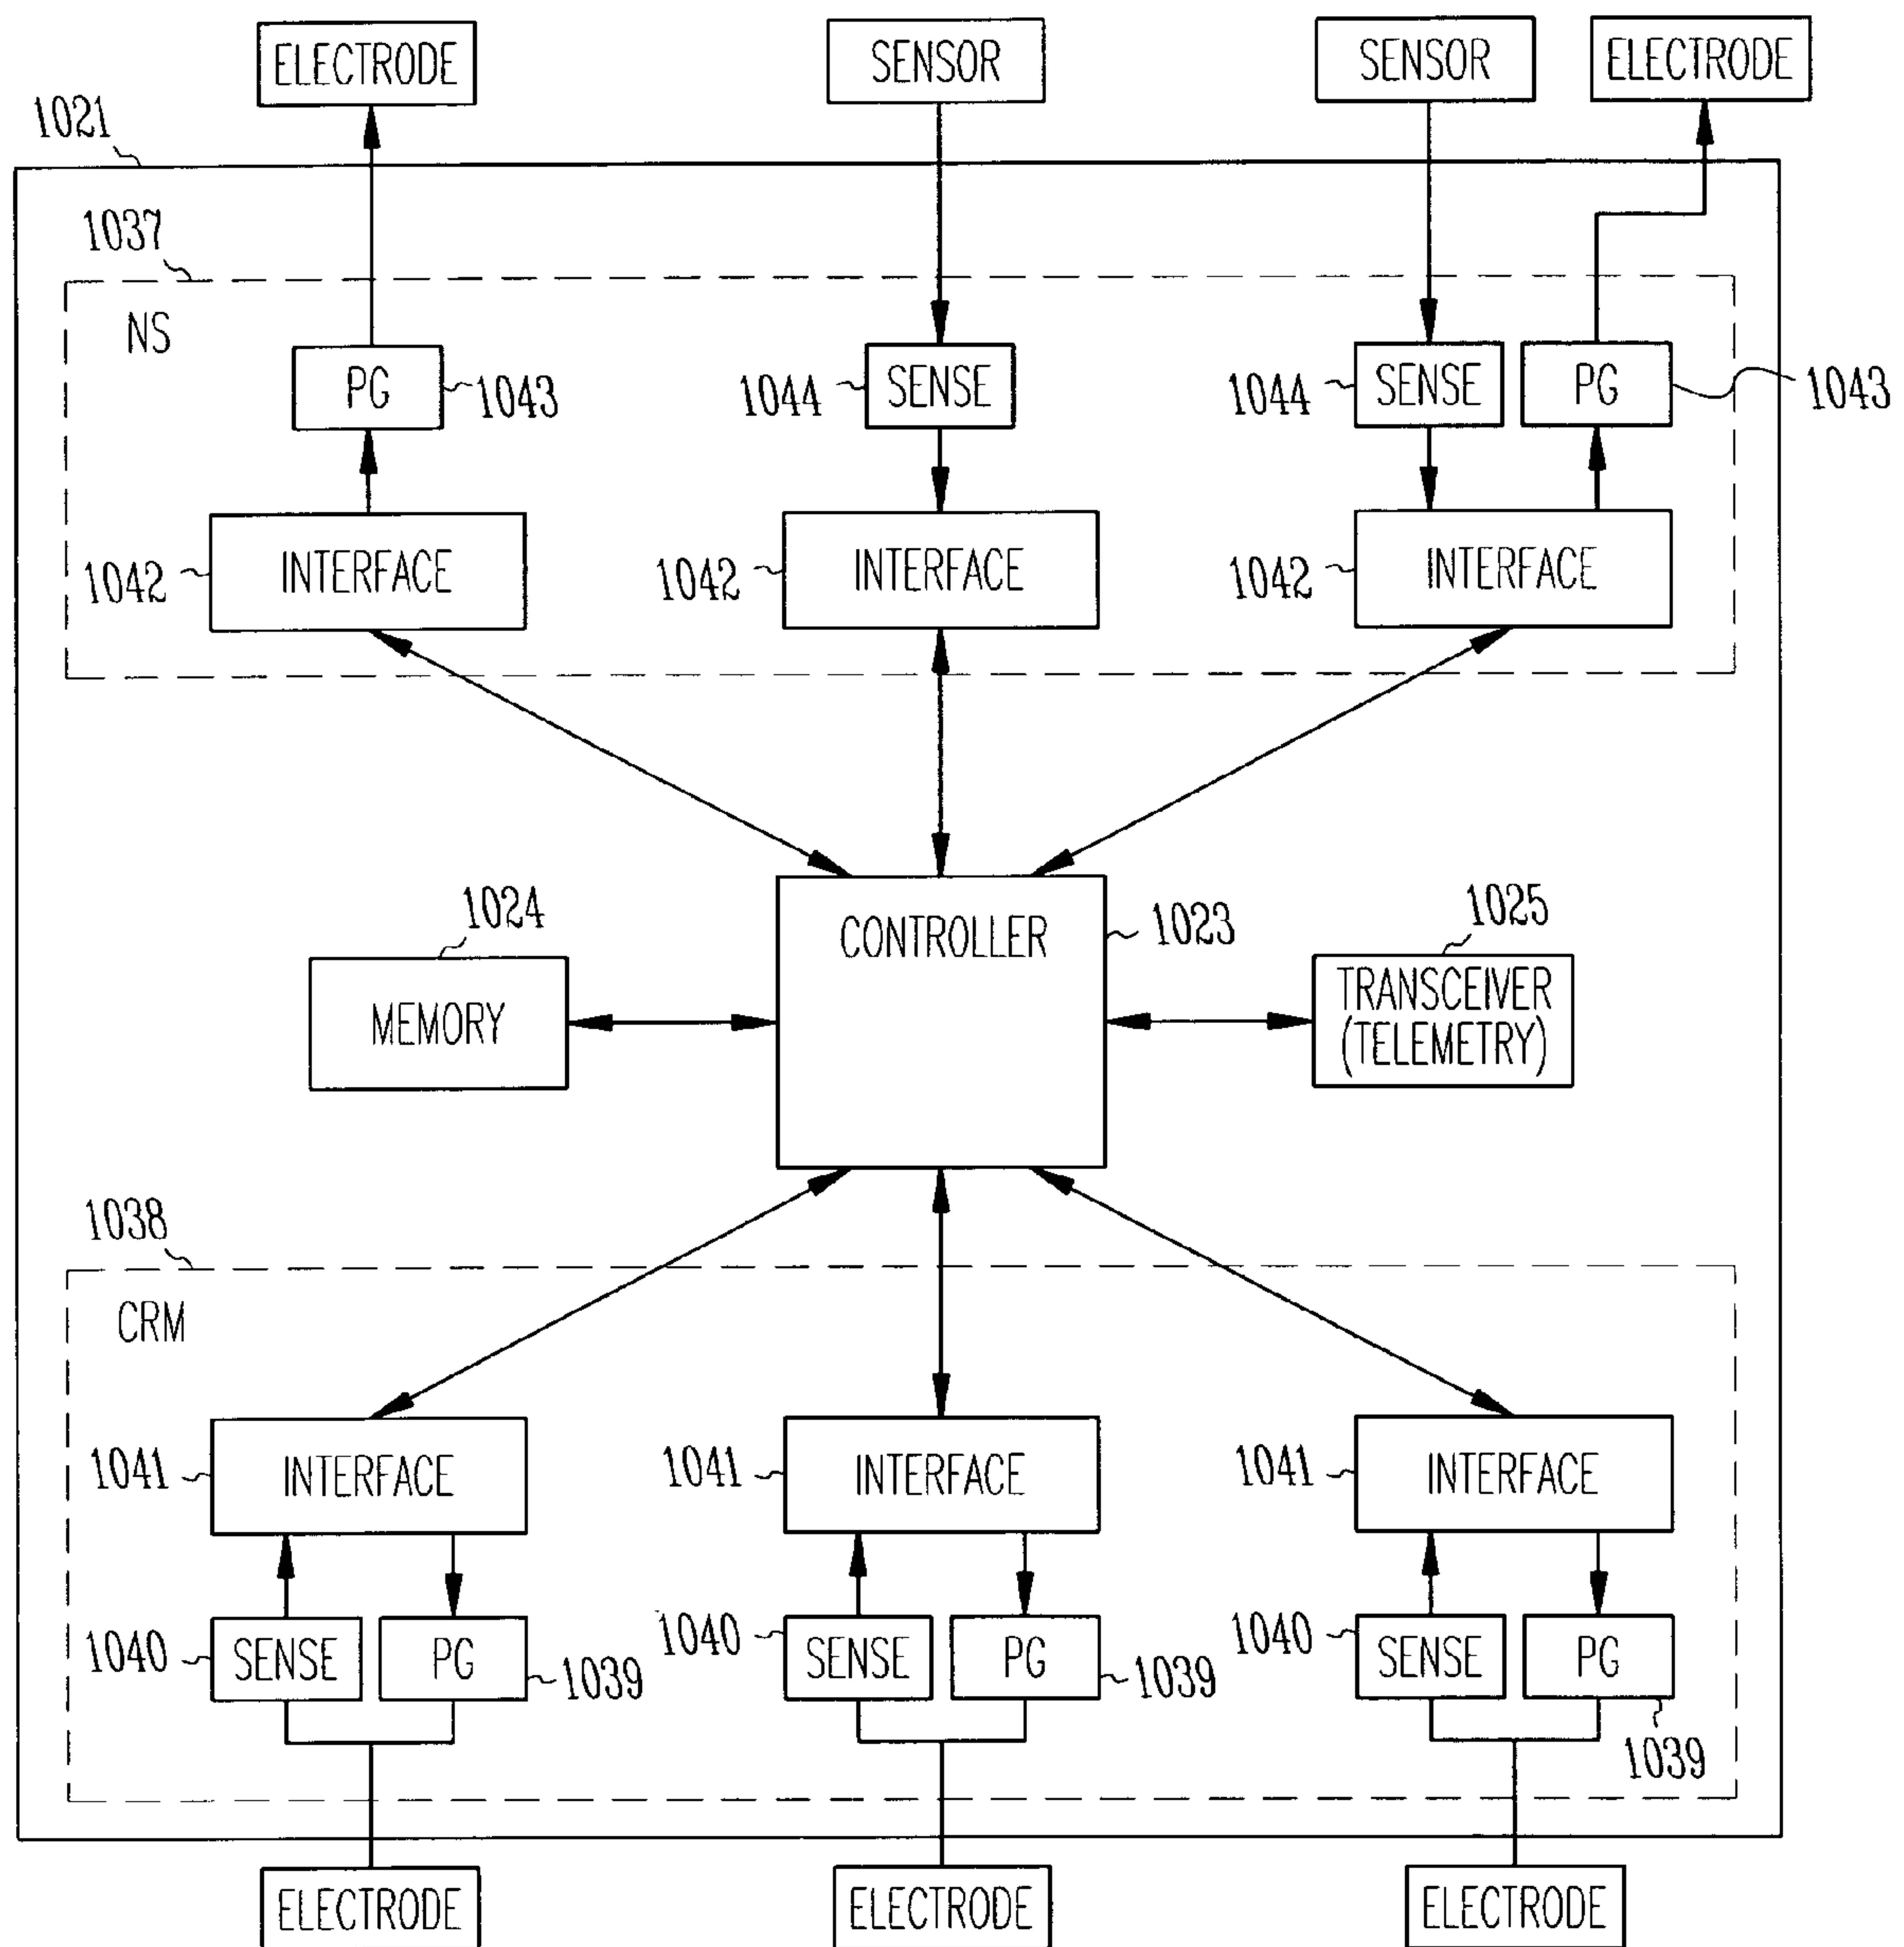 ELECTRODE
SENSOR
SENSOR
ELECTRODE
1021
1037
NS
PG
1043
1044
SENSE
1044
SENSE
PG
1043
1042
INTERFACE
1042
INTERFACE
1042
INTERFACE
1024
MEMORY
CONTROLLER
1023
1025
TRANSCEIVER
(TELEMETRY)
1038
CRM
1041
INTERFACE
1041
INTERFACE
1041
INTERFACE
1040
SENSE
PG
1039
1040
SENSE
PG
1039
1040
SENSE
PG
1039
ELECTRODE
ELECTRODE
ELECTRODE